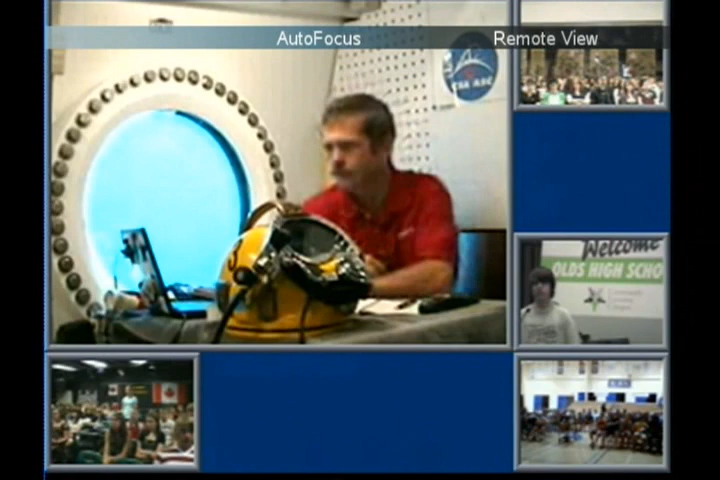 AutoFocus
Remote View
CSA ASC
Welcome
OLDS HIGH SCHO